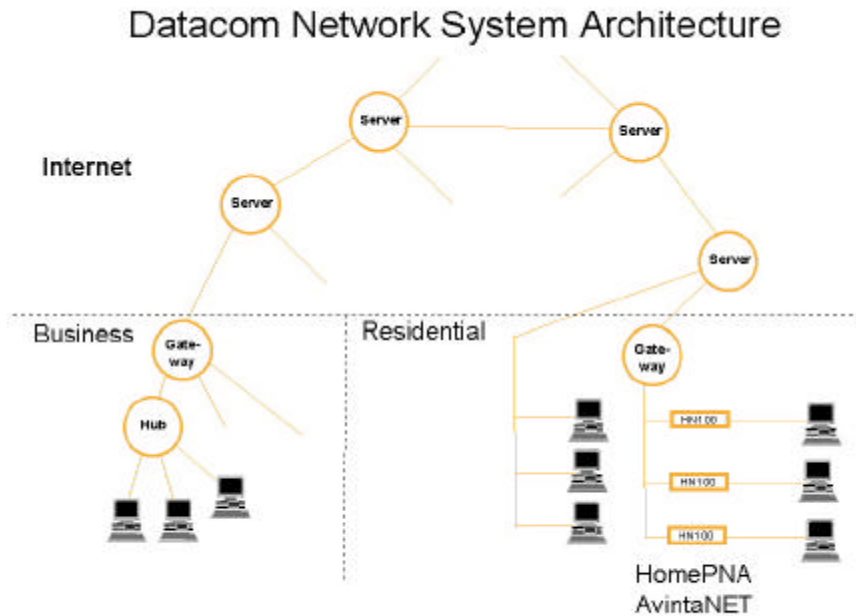 Datacom Network System Architecture
Server
Server
Internet
Server
Server
Business
Residential
Gate-
way
Gate-
way
Hub
HN100
HN100
HN100
HomePNA
AvintaNET